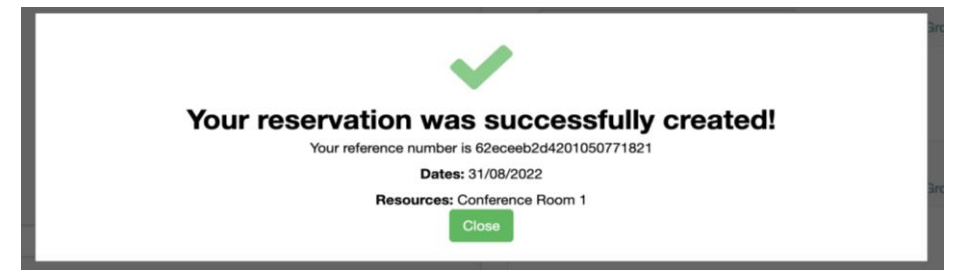 Your reservation was successfully created!
Your reference number is 62eceeb2d4201050771821
Dates: 31/08/2022
Resources: Conference Room 1
Close